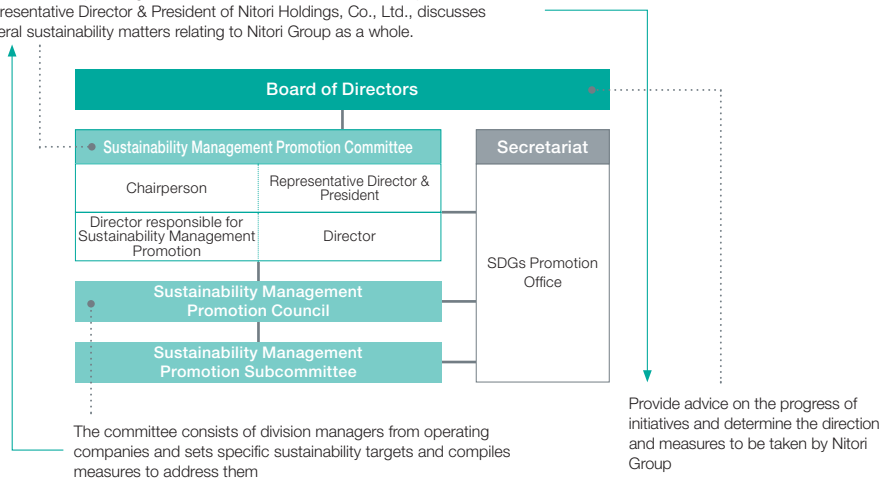 resentative Director & President of Nitori Holdings, Co., Ltd., discusses
eral sustainability matters relating to Nitori Group as a whole.
Board of Directors
Sustainability Management Promotion Committee
Chairperson
Representative Director &
President
Director responsible for
Sustainability Management
Promotion
Director
Secretariat
SDGs Promotion
Office
Sustainability Management
Promotion Council
Sustainability Management
Promotion Subcommittee
The committee consists of division managers from operating
companies and sets specific sustainability targets and compiles
measures to address them
Provide advice on the progress of
initiatives and determine the direction
and measures to be taken by Nitori
Group